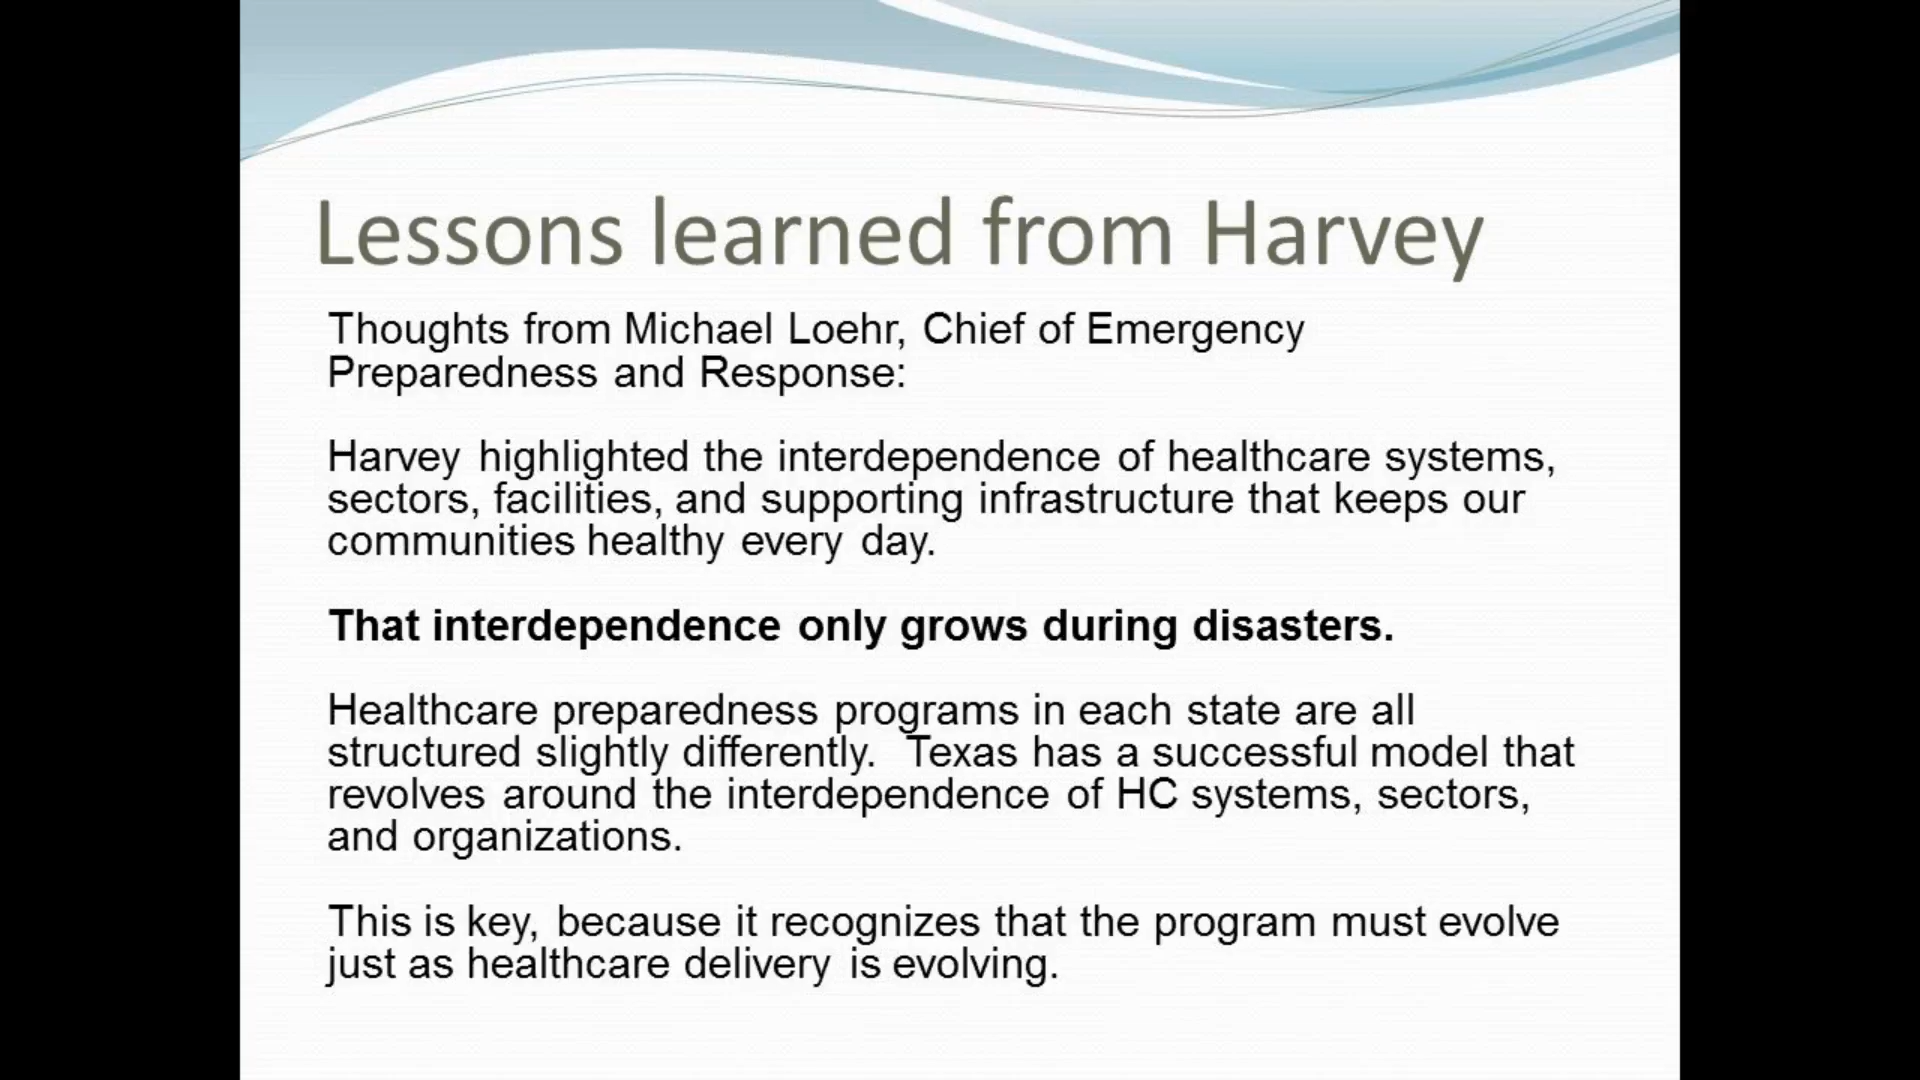 Lessons learned from Harvey
Thoughts from Michael Loehr, Chief of Emergency
Preparedness and Response:
Harvey highlighted the interdependence of healthcare systems,
sectors, facilities, and supporting infrastructure that keeps our
communities healthy every day.
That interdependence only grows during disasters.
Healthcare preparedness programs in each state are all
structured slightly differently. Texas has a successful model that
revolves around the interdependence of HC systems, sectors,
and organizations.
This is key, because it recognizes that the program must evolve
just as healthcare delivery is evolving.